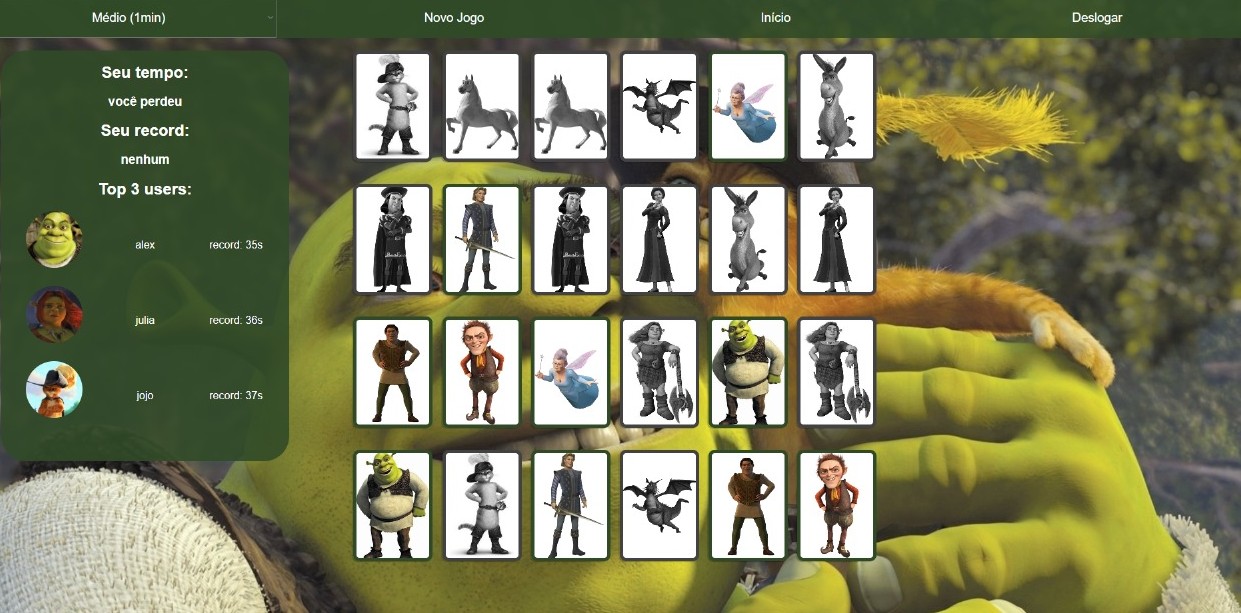 Médio (1min)
Novo Jogo
Início
Deslogar
Seu tempo:
você perdeu
Seu record:
nenhum
Top 3 users:
alex record: 35s
julia record: 36s
jojo record: 37s